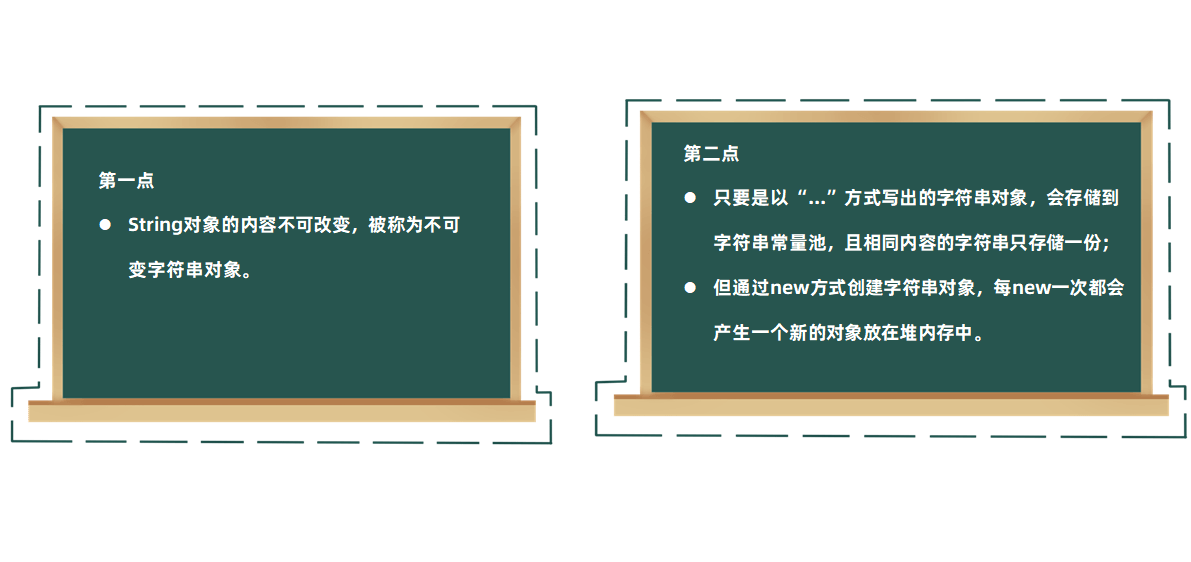 第一点
● String对象的内容不可改变，被称为不可
变字符串对象。
第二点
● 只要是以“...”方式写出的字符串对象，会存储到
字符串常量池，且相同内容的字符串只存储一份；
● 但通过new方式创建字符串对象，每new一次都会
产生一个新的对象放在堆内存中。